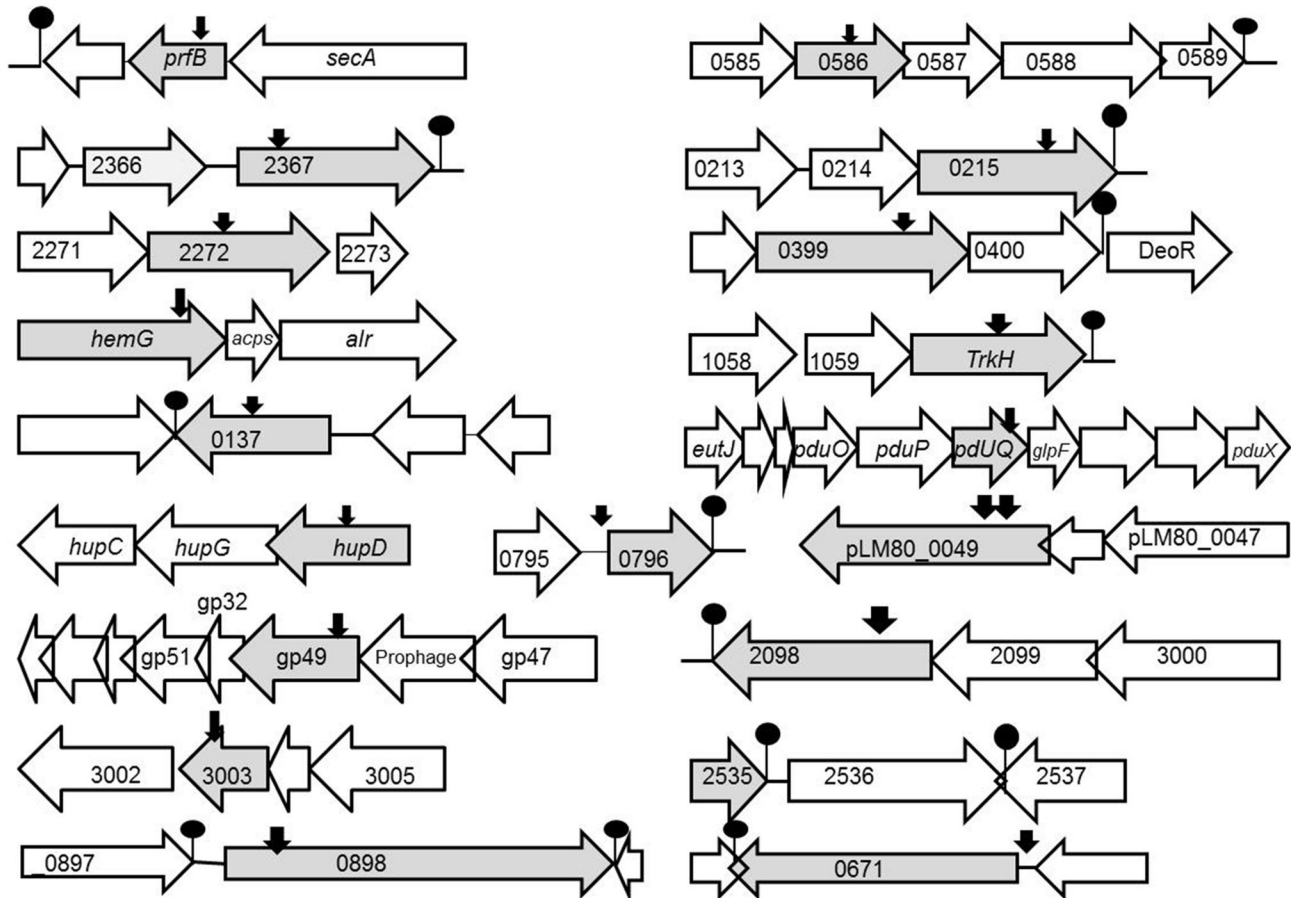 prfB secA
0585 0586 0587 0588 0589
2366 2367
0213 0214 0215
2271 2272 2273
0399 0400 DeoR
hemG acps alr
1058 1059 TrkH
0137
eutJ pduO pduP pdUQ glpF pduX
hupC hupG hupD
0795 0796
pLM80_0049 pLM80_0047
gp32
gp51 gp49 Prophage gp47
2098 2099 3000
3002 3003 3005
2535 2536 2537
_0897 0898
0671